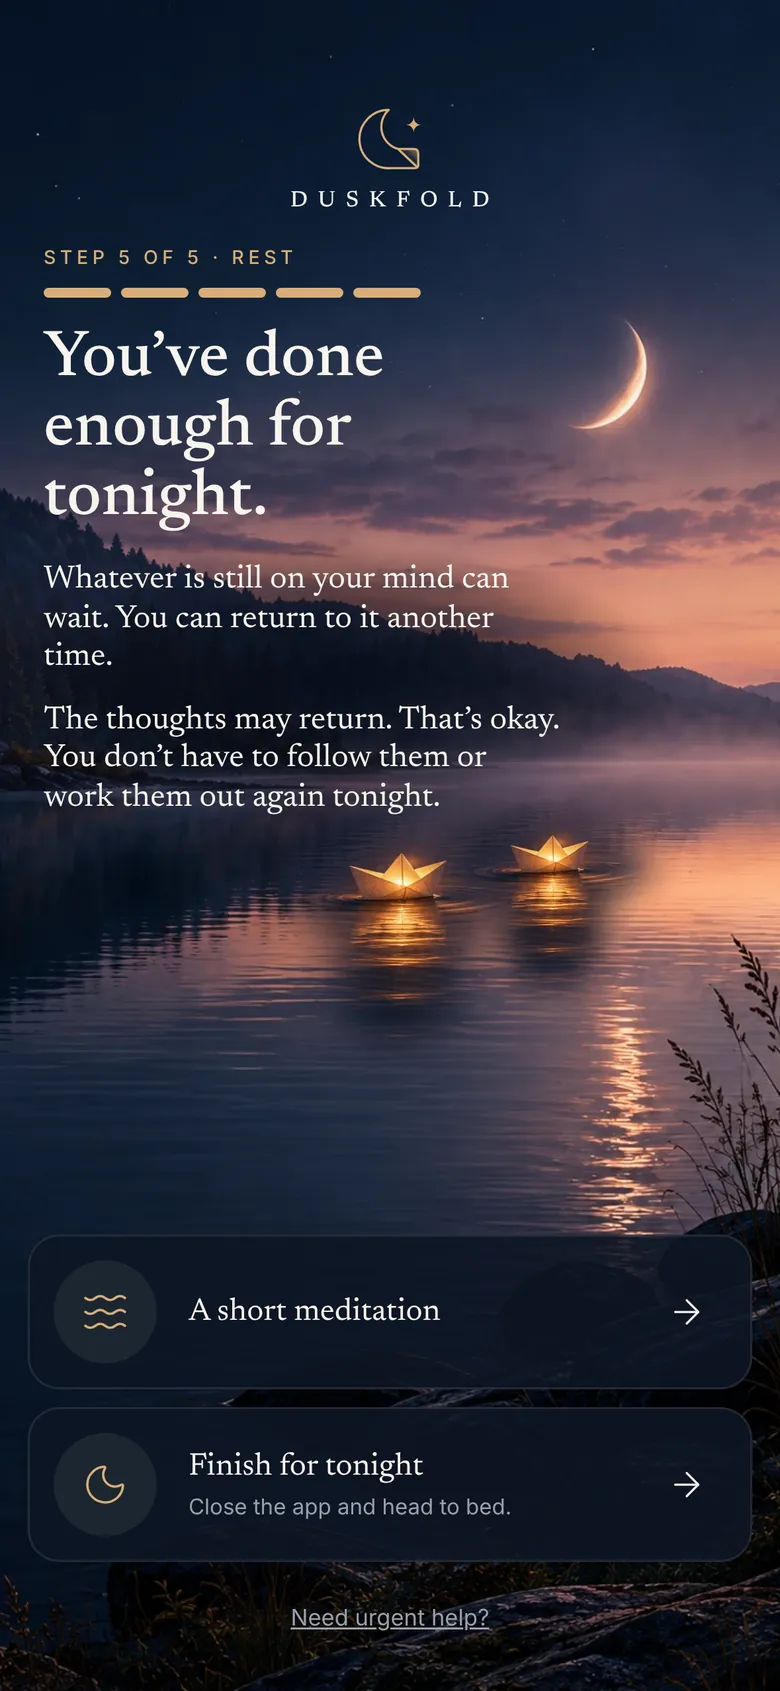 DUSKFOLD
STEP 5 OF 5 · REST
You’ve done
enough for
tonight.
Whatever is still on your mind can
wait. You can return to it another
time.
The thoughts may return. That’s okay.
You don’t have to follow them or
work them out again tonight.
A short meditation
Finish for tonight
Close the app and head to bed.
Need urgent help?